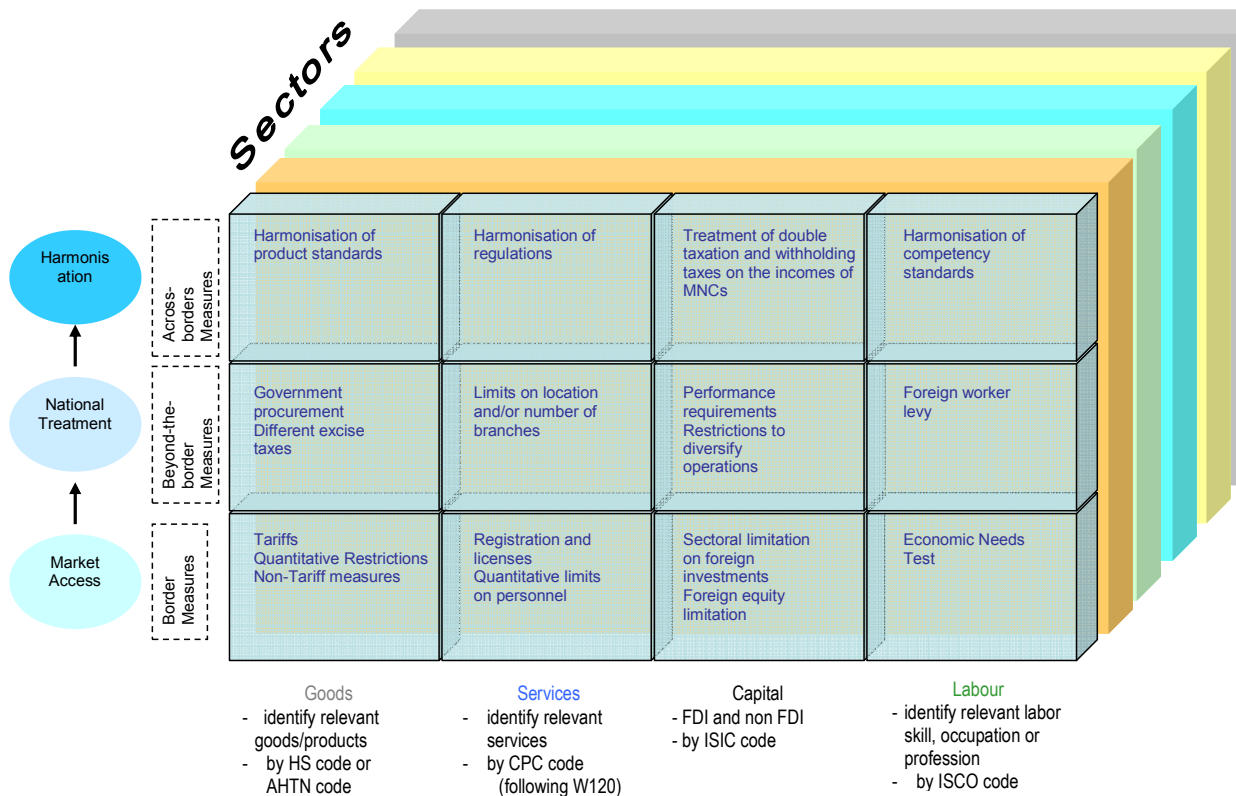 Sectors
Harmonis
ation
National
Treatment
Market
Access
Across-
borders
Measures
Beyond-the-
border
Measures
Border
Measures
Harmonisation of
product standards
Harmonisation of
regulations
Treatment of double
taxation and withholding
taxes on the incomes of
MNCs
Harmonisation of
competency
standards
Government
procurement
Different excise
taxes
Limits on location
and/or number of
branches
Performance
requirements
Restrictions to
diversify
operations
Foreign worker
levy
Tariffs
Quantitative Restrictions
Non-Tariff measures
Registration and
licenses
Quantitative limits
on personnel
Sectoral limitation
on foreign
investments
Foreign equity
limitation
Economic Needs
Test
Goods
- identify relevant
goods/products
- by HS code or
AHTN code
Services
- identify relevant
services
- by CPC code
(following W120)
Capital
- FDI and non FDI
- by ISIC code
Labour
- identify relevant labor
skill, occupation or
profession
- by ISCO code